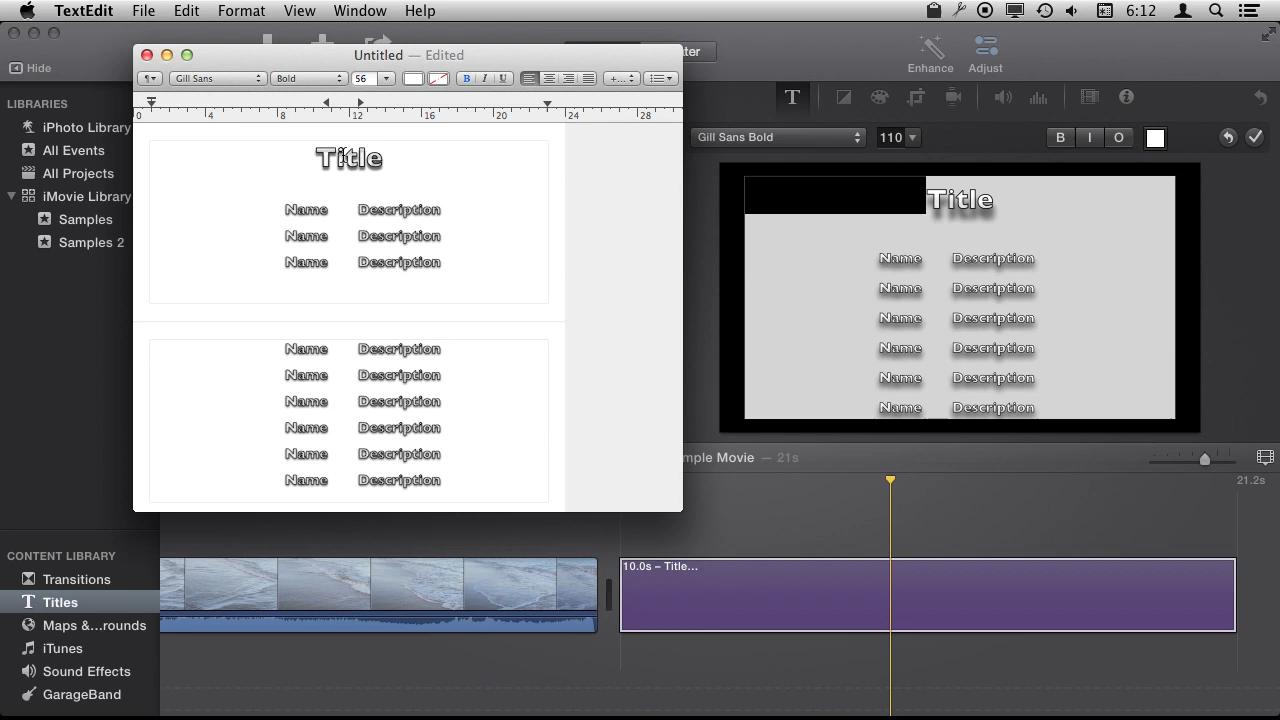 TextEdit File Edit Format View Window Help 6:12
Hide
Untitled — Edited
Enhance Adjust
Gill Sans Bold 56 B I U
0 4 8 12 16 20 24 28
LIBRARIES
iPhoto Library
All Events
All Projects
iMovie Library
Samples
Samples 2
Title
Name Description
Name Description
Name Description
Name Description
Name Description
Name Description
Name Description
Name Description
Name Description
Gill Sans Bold 110 B I O
Title
Name Description
Name Description
Name Description
Name Description
Name Description
Name Description
mple Movie — 21s
21.2s
10.0s – Title...
CONTENT LIBRARY
Transitions
Titles
Maps &...rounds
iTunes
Sound Effects
GarageBand